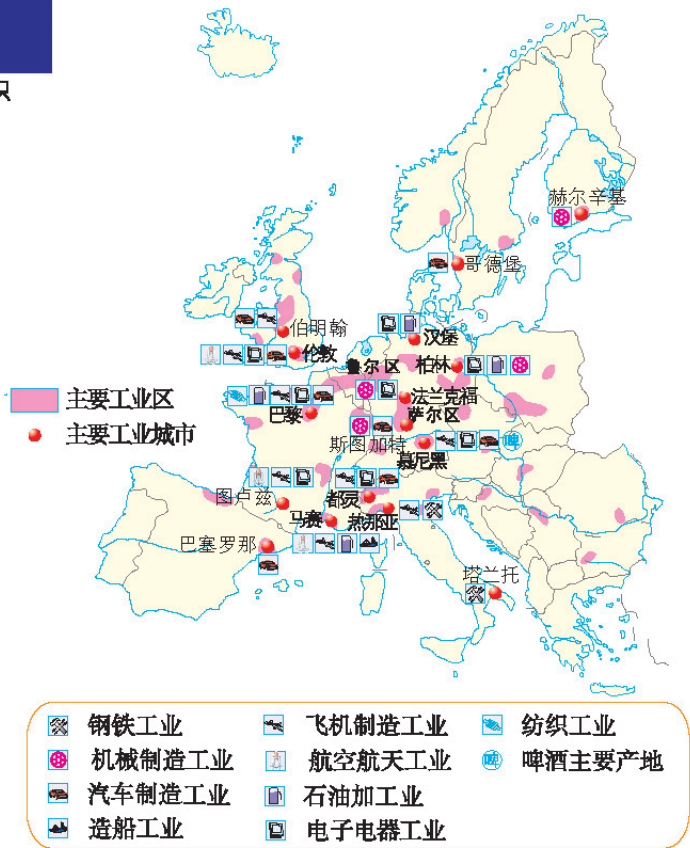 赫尔辛基
哥德堡
伯明翰
汉堡
伦敦
鲁尔区
柏林
主要工业区
法兰克福
巴黎
萨尔区
主要工业城市
斯图加特
慕尼黑
啤
图卢兹
都灵
马赛
热那亚
巴塞罗那
塔兰托
钢铁工业
飞机制造工业
纺织工业
机械制造工业
航空航天工业
啤
啤酒主要产地
汽车制造工业
石油加工业
造船工业
电子电器工业